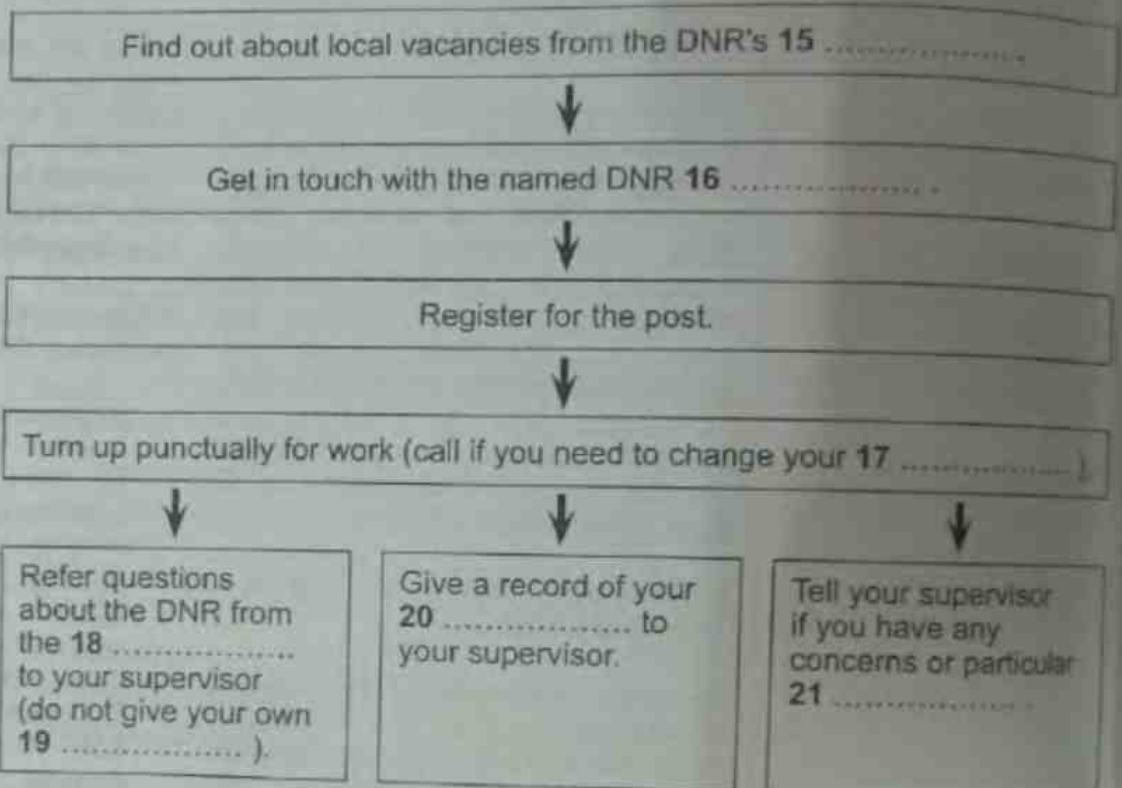 Find out about local vacancies from the DNR's 15 ....................
Get in touch with the named DNR 16 .................... .
Register for the post.
Turn up punctually for work (call if you need to change your 17 ................. ).
Refer questions
about the DNR from
the 18 ..................
to your supervisor
(do not give your own
19 .................. ).
Give a record of your
20 .................. to
your supervisor.
Tell your supervisor
if you have any
concerns or particular
21 .................. .